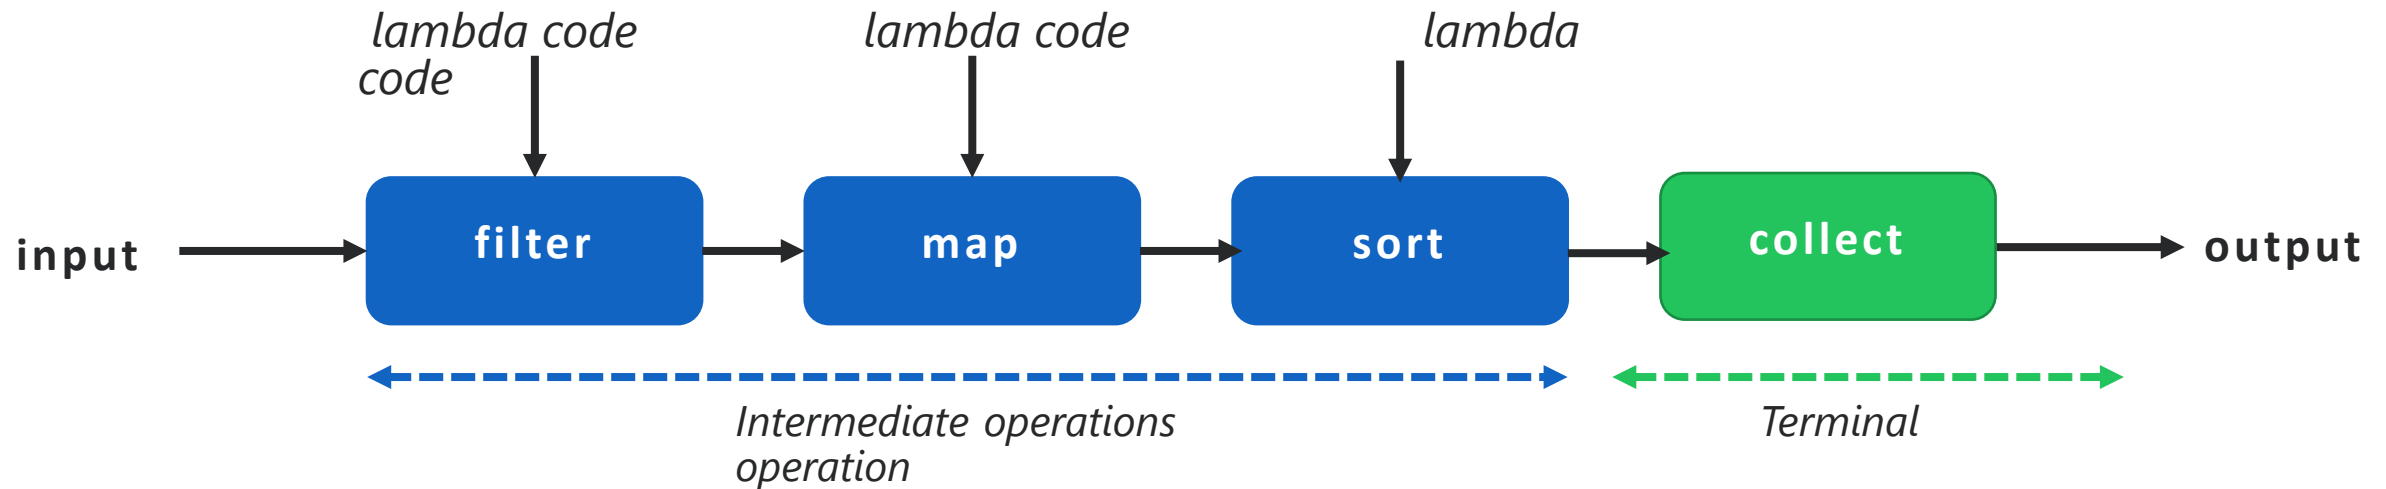 lambda code lambda code lambda
code
input filter map sort collect output
Intermediate operations Terminal
operation